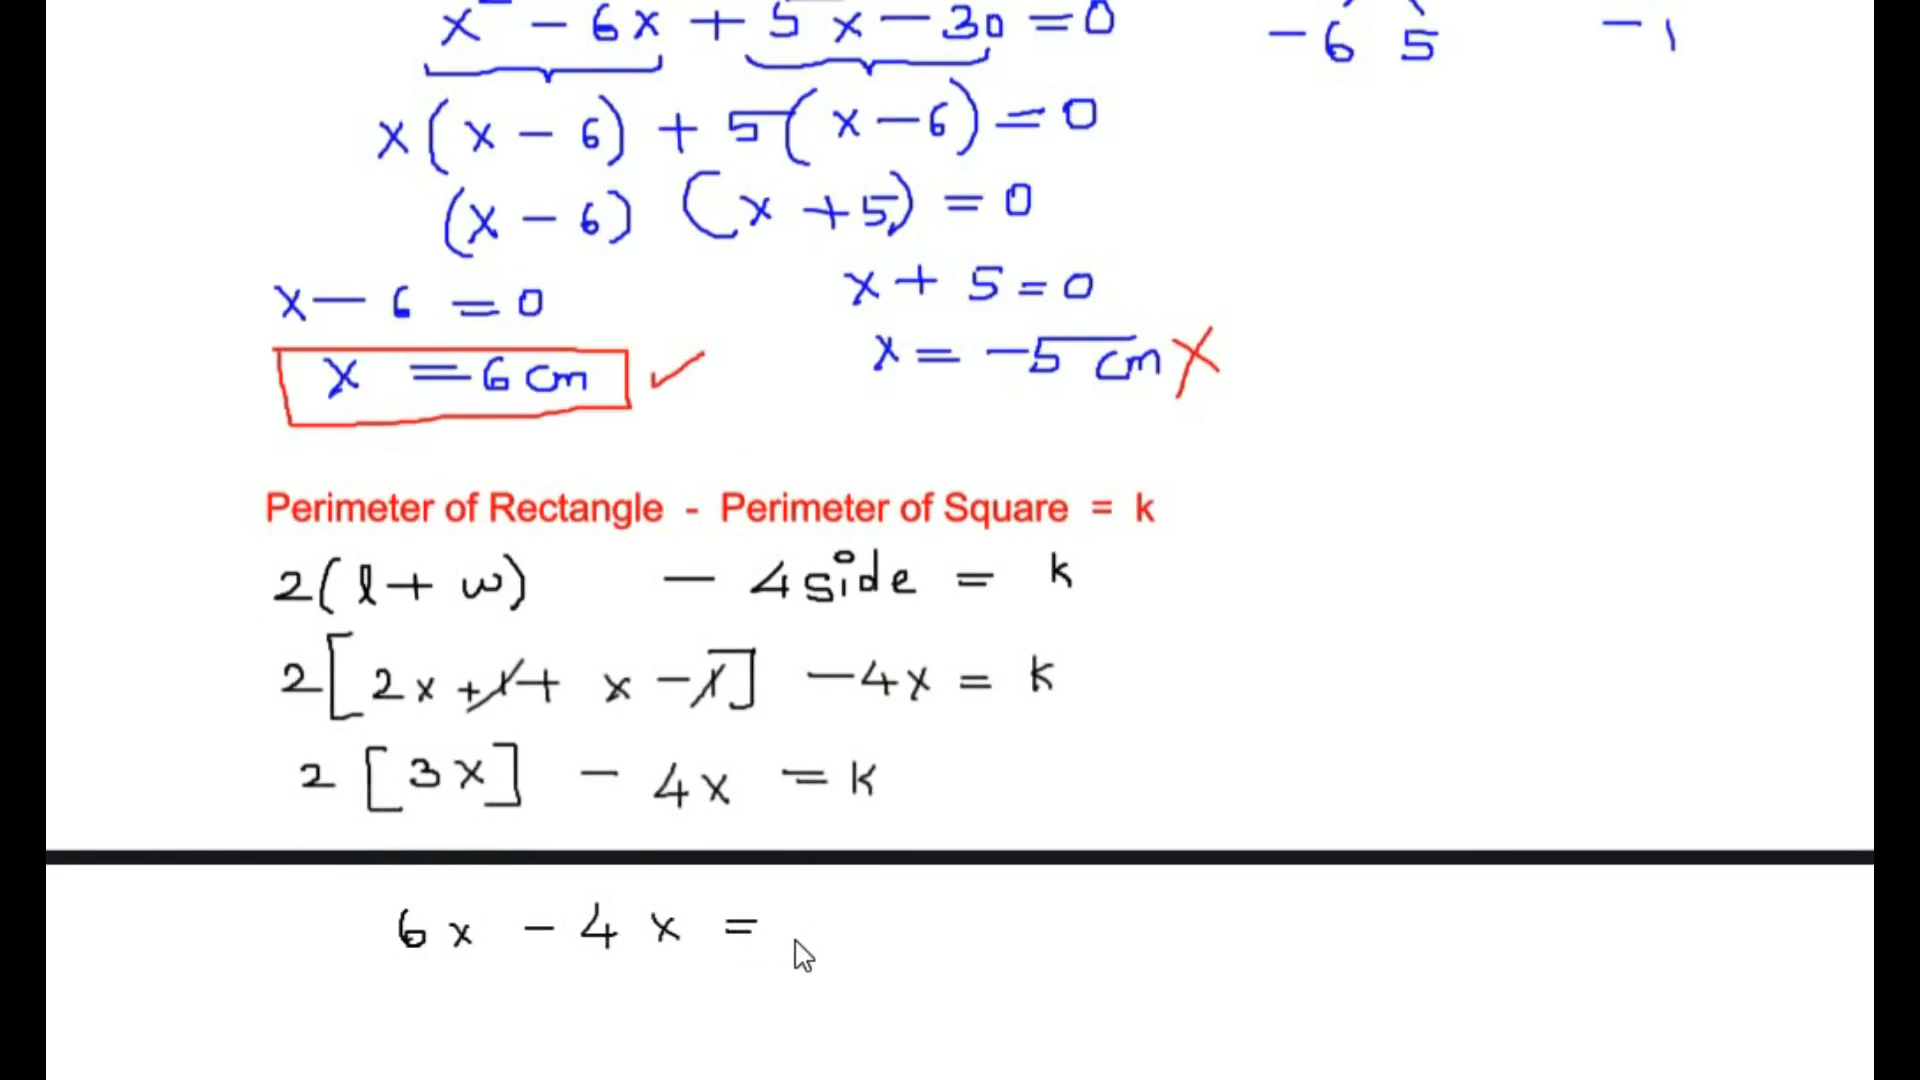 x² - 6x + 5x - 30 = 0
-6 5
-1
x(x - 6) + 5(x - 6) = 0
(x - 6) (x + 5) = 0
x - 6 = 0
x + 5 = 0
x = 6 cm ✓
x = -5 cm ✗
Perimeter of Rectangle - Perimeter of Square = k
2(l + w) - 4 side = k
2[2x + 1 + x - 1] - 4x = k
2[3x] - 4x = k
6x - 4x =